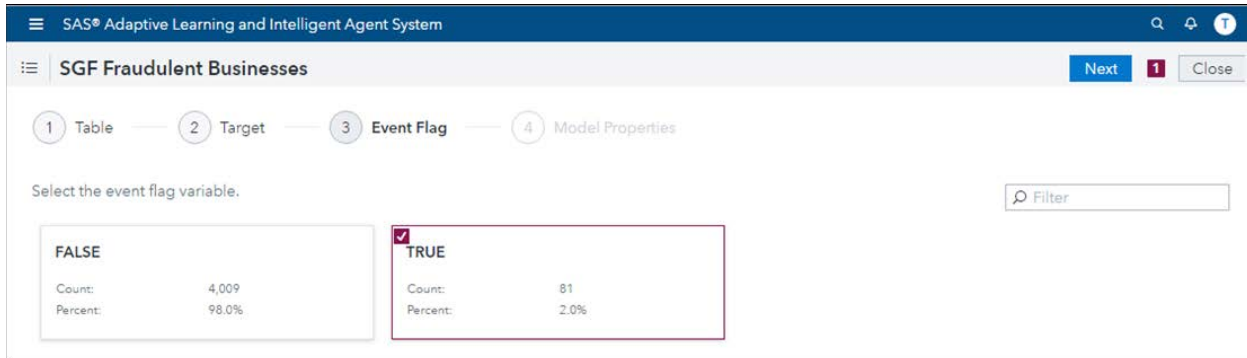 SAS® Adaptive Learning and Intelligent Agent System T
SGF Fraudulent Businesses Next 1 Close
1 Table 2 Target 3 Event Flag 4 Model Properties
Select the event flag variable. Filter
FALSE TRUE
Count: 4,009 Count: 81
Percent: 98.0% Percent: 2.0%